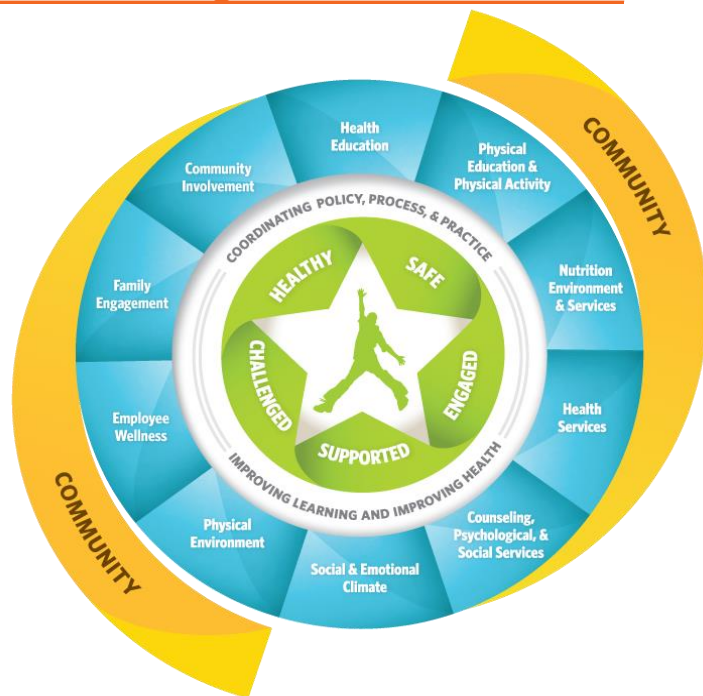 COMMUNITY
Health
Education
Physical
Education &
Physical Activity
Nutrition
Environment
& Services
Health
Services
Counseling,
Psychological, &
Social Services
Social & Emotional
Climate
Physical
Environment
Employee
Wellness
Family
Engagement
Community
Involvement
COORDINATING POLICY, PROCESS, & PRACTICE
IMPROVING LEARNING AND IMPROVING HEALTH
HEALTHY
SAFE
ENGAGED
SUPPORTED
CHALLENGED
COMMUNITY